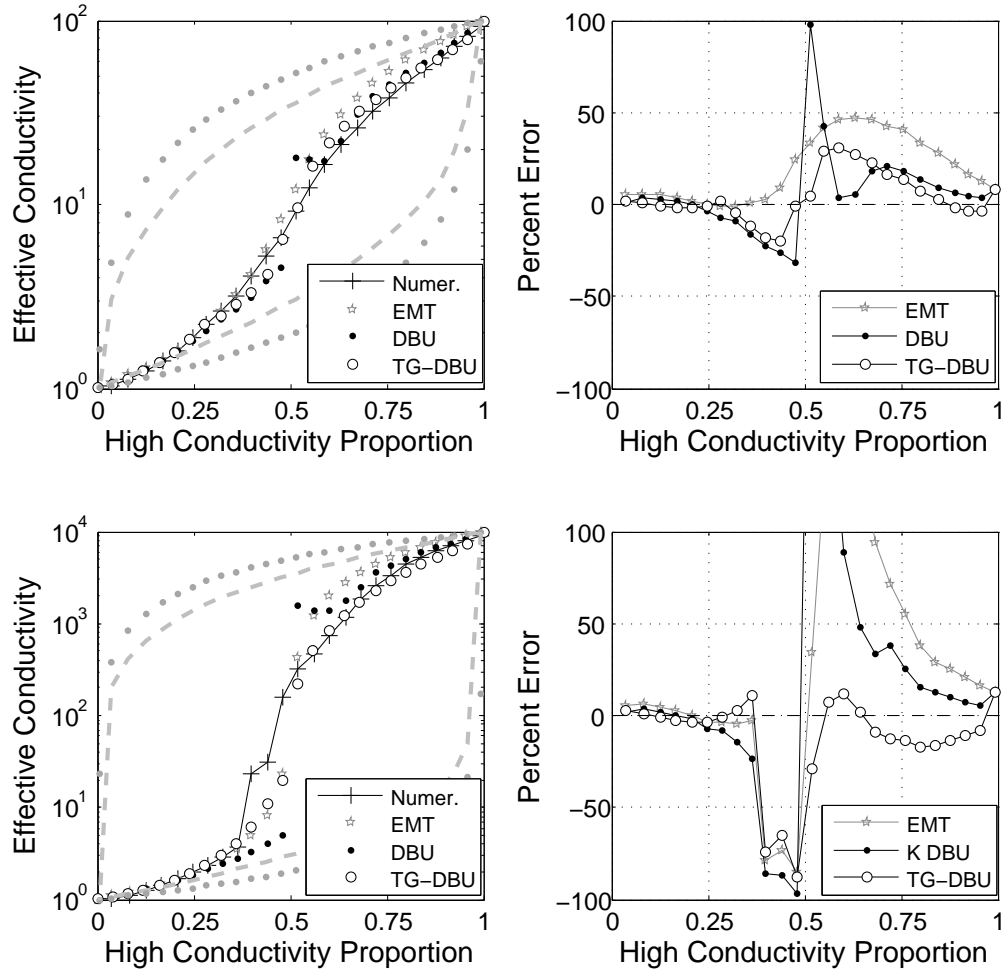 Effective Conductivity
10^2
10^1
10^0
Numer.
EMT
DBU
TG-DBU
0 0.25 0.5 0.75 1
High Conductivity Proportion
Percent Error
100
50
0
−50
−100
EMT
DBU
TG-DBU
0 0.25 0.5 0.75 1
High Conductivity Proportion
Effective Conductivity
10^4
10^3
10^2
10^1
10^0
Numer.
EMT
DBU
TG-DBU
0 0.25 0.5 0.75 1
High Conductivity Proportion
Percent Error
100
50
0
−50
−100
EMT
K DBU
TG-DBU
0 0.25 0.5 0.75 1
High Conductivity Proportion